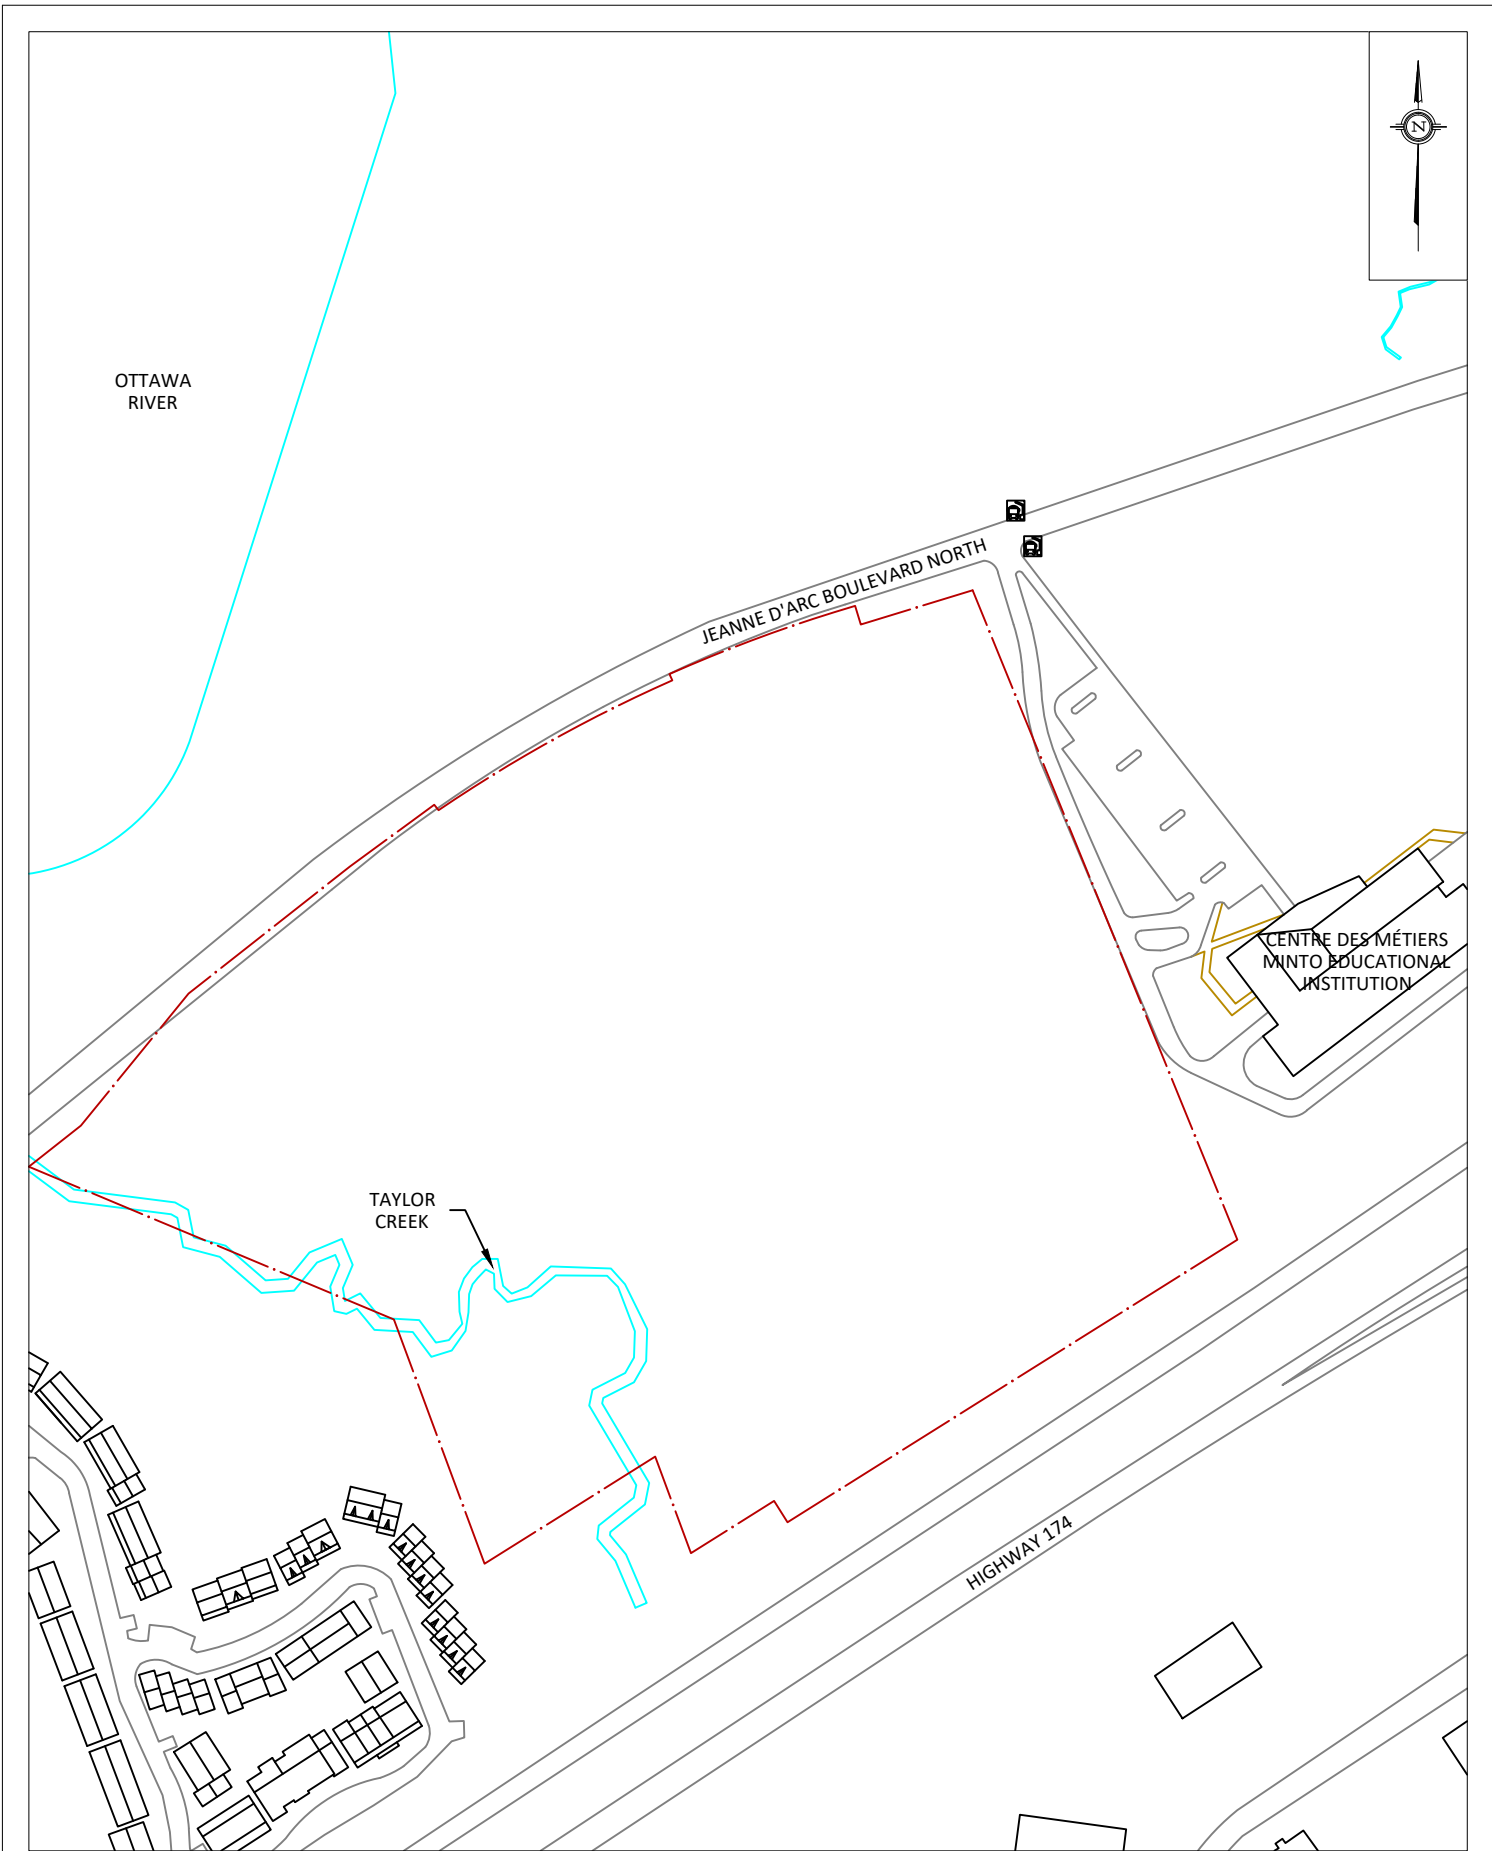 N
OTTAWA
RIVER
JEANNE D'ARC BOULEVARD NORTH
CENTRE DES MÉTIERS
MINTO EDUCATIONAL
INSTITUTION
TAYLOR
CREEK
HIGHWAY 174